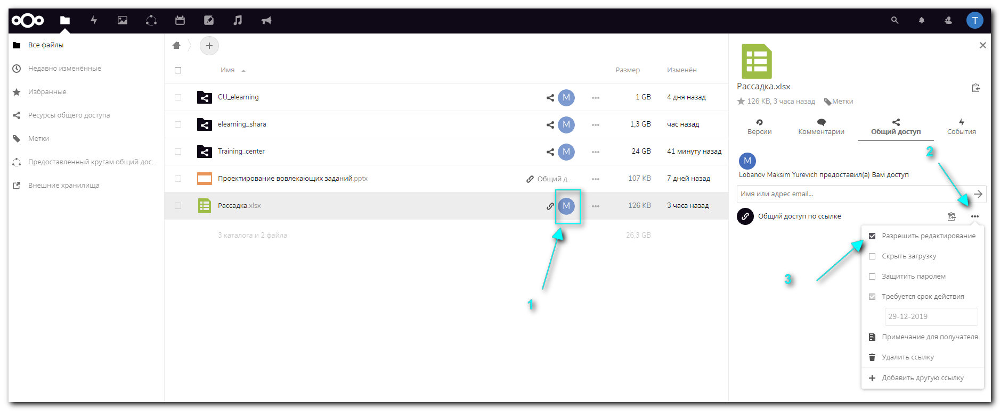 T
Все файлы
Недавно изменённые
Избранные
Ресурсы общего доступа
Метки
Предоставленный кругам общий дос...
Внешние хранилища
Имя Размер Изменён
CU_elearning M 1 GB 4 дня назад
elearning_shara M 1,3 GB час назад
Training_center M 24 GB 41 минуту назад
Проектирование вовлекающих заданий.pptx Общий д... 107 KB 7 дней назад
Рассадка.xlsx M 126 KB 3 часа назад
3 каталога и 2 файла 26,3 GB
1
Рассадка.xlsx
126 KB, 3 часа назад Метки
Версии Комментарии Общий доступ События
2
M
Lobanov Maksim Yurevich предоставил(а) Вам доступ
Имя или адрес email...
Общий доступ по ссылке
Разрешить редактирование
Скрыть загрузку
3
Защитить паролем
Требуется срок действия
29-12-2019
Примечание для получателя
Удалить ссылку
Добавить другую ссылку